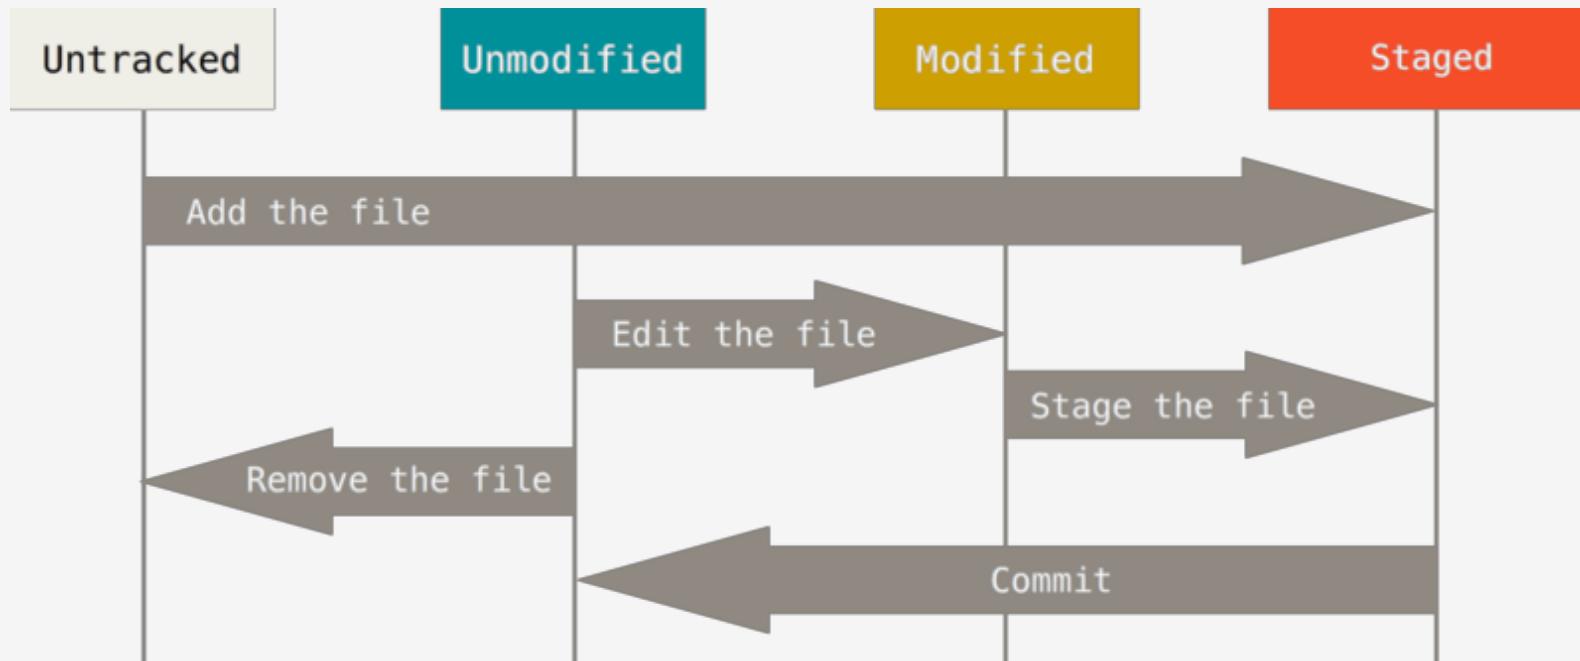 Untracked
Unmodified
Modified
Staged
Add the file
Edit the file
Stage the file
Remove the file
Commit